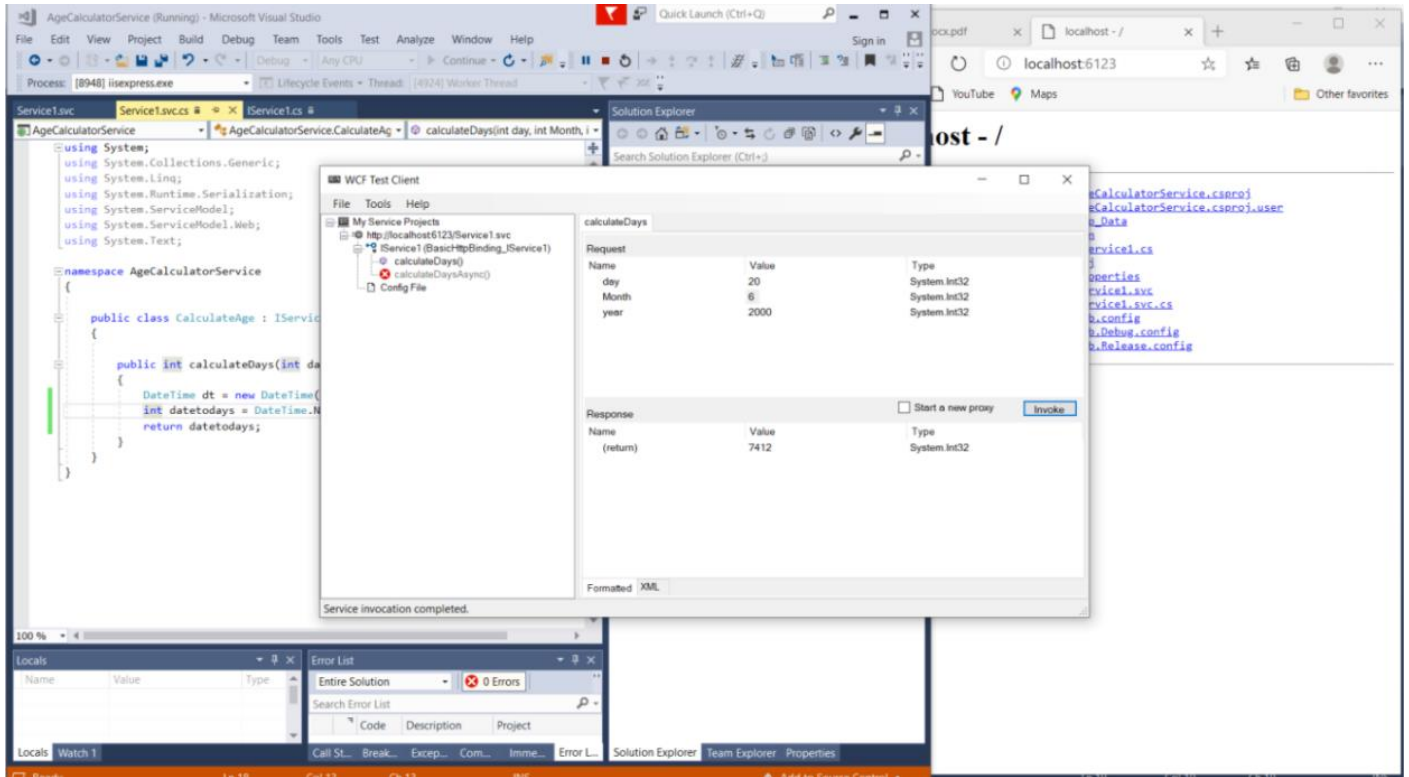 AgeCalculatorService (Running) - Microsoft Visual Studio
Quick Launch (Ctrl+Q)
File Edit View Project Build Debug Team Tools Test Analyze Window Help
Sign in
Debug Any CPU Continue
Process: [8948] iisexpress.exe Lifecycle Events Thread: [4924] Worker Thread
Service1.svc Service1.svc.cs IService1.cs
AgeCalculatorService AgeCalculatorService.CalculateAg calculateDays(int day, int Month, i
using System;
using System.Collections.Generic;
using System.Linq;
using System.Runtime.Serialization;
using System.ServiceModel;
using System.ServiceModel.Web;
using System.Text;
namespace AgeCalculatorService
{
public class CalculateAge : IServic
{
public int calculateDays(int da
{
DateTime dt = new DateTime(
int datetodays = DateTime.N
return datetodays;
}
}
}
100 %
Solution Explorer
Search Solution Explorer (Ctrl+;)
WCF Test Client
File Tools Help
My Service Projects
http://localhost:6123/Service1.svc
IService1 (BasicHttpBinding_IService1)
calculateDays()
calculateDaysAsync()
Config File
calculateDays
Request
Name Value Type
day 20 System.Int32
Month 6 System.Int32
year 2000 System.Int32
Response
Start a new proxy Invoke
Name Value Type
(return) 7412 System.Int32
Formatted XML
Service invocation completed.
Locals
Name Value Type
Locals Watch 1
Error List
Entire Solution 0 Errors
Search Error List
Code Description Project
Call St... Break... Excep... Com... Imme... Error L...
Solution Explorer Team Explorer Properties
Ready Ln 18 Col 13 Ch 13 INS Add to Source Control
ocx.pdf localhost - /
localhost:6123
YouTube Maps Other favorites
host - /
eCalculatorService.csproj
eCalculatorService.csproj.user
p_Data
ervice1.cs
operties
rvice1.svc
rvice1.svc.cs
b.config
b.Debug.config
b.Release.config